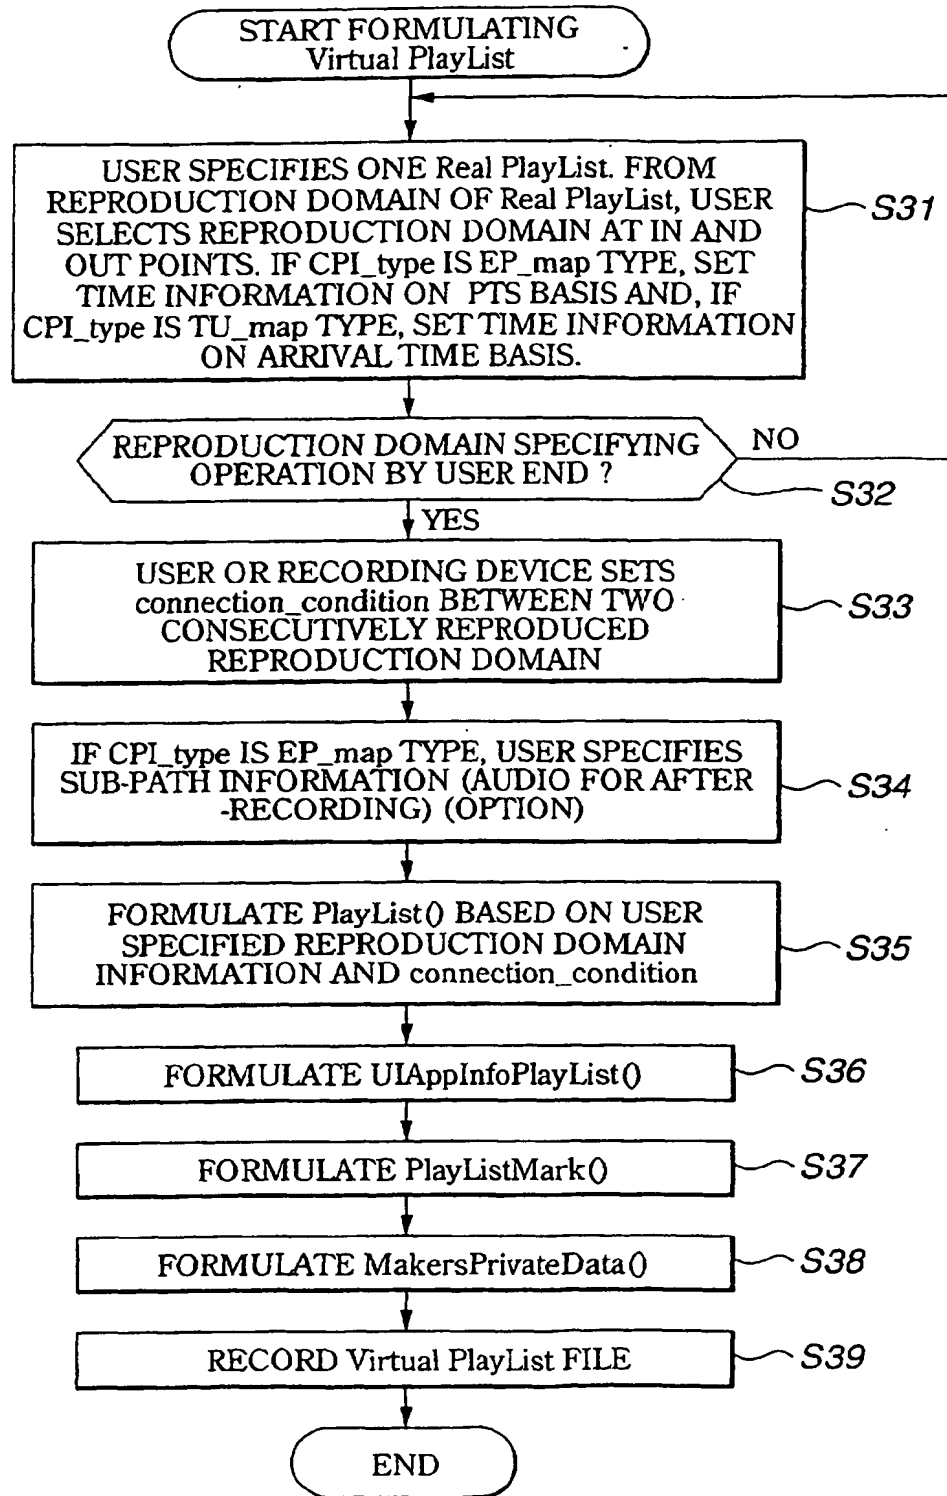 START FORMULATING
Virtual PlayList
USER SPECIFIES ONE Real PlayList. FROM
REPRODUCTION DOMAIN OF Real PlayList, USER
SELECTS REPRODUCTION DOMAIN AT IN AND
OUT POINTS. IF CPI_type IS EP_map TYPE, SET
TIME INFORMATION ON PTS BASIS AND, IF
CPI_type IS TU_map TYPE, SET TIME INFORMATION
ON ARRIVAL TIME BASIS.
S31
REPRODUCTION DOMAIN SPECIFYING
OPERATION BY USER END ?
NO
S32
YES
USER OR RECORDING DEVICE SETS
connection_condition BETWEEN TWO
CONSECUTIVELY REPRODUCED
REPRODUCTION DOMAIN
S33
IF CPI_type IS EP_map TYPE, USER SPECIFIES
SUB-PATH INFORMATION (AUDIO FOR AFTER
-RECORDING) (OPTION)
S34
FORMULATE PlayList() BASED ON USER
SPECIFIED REPRODUCTION DOMAIN
INFORMATION AND connection_condition
S35
FORMULATE UIAppInfoPlayList()
S36
FORMULATE PlayListMark()
S37
FORMULATE MakersPrivateData()
S38
RECORD Virtual PlayList FILE
S39
END